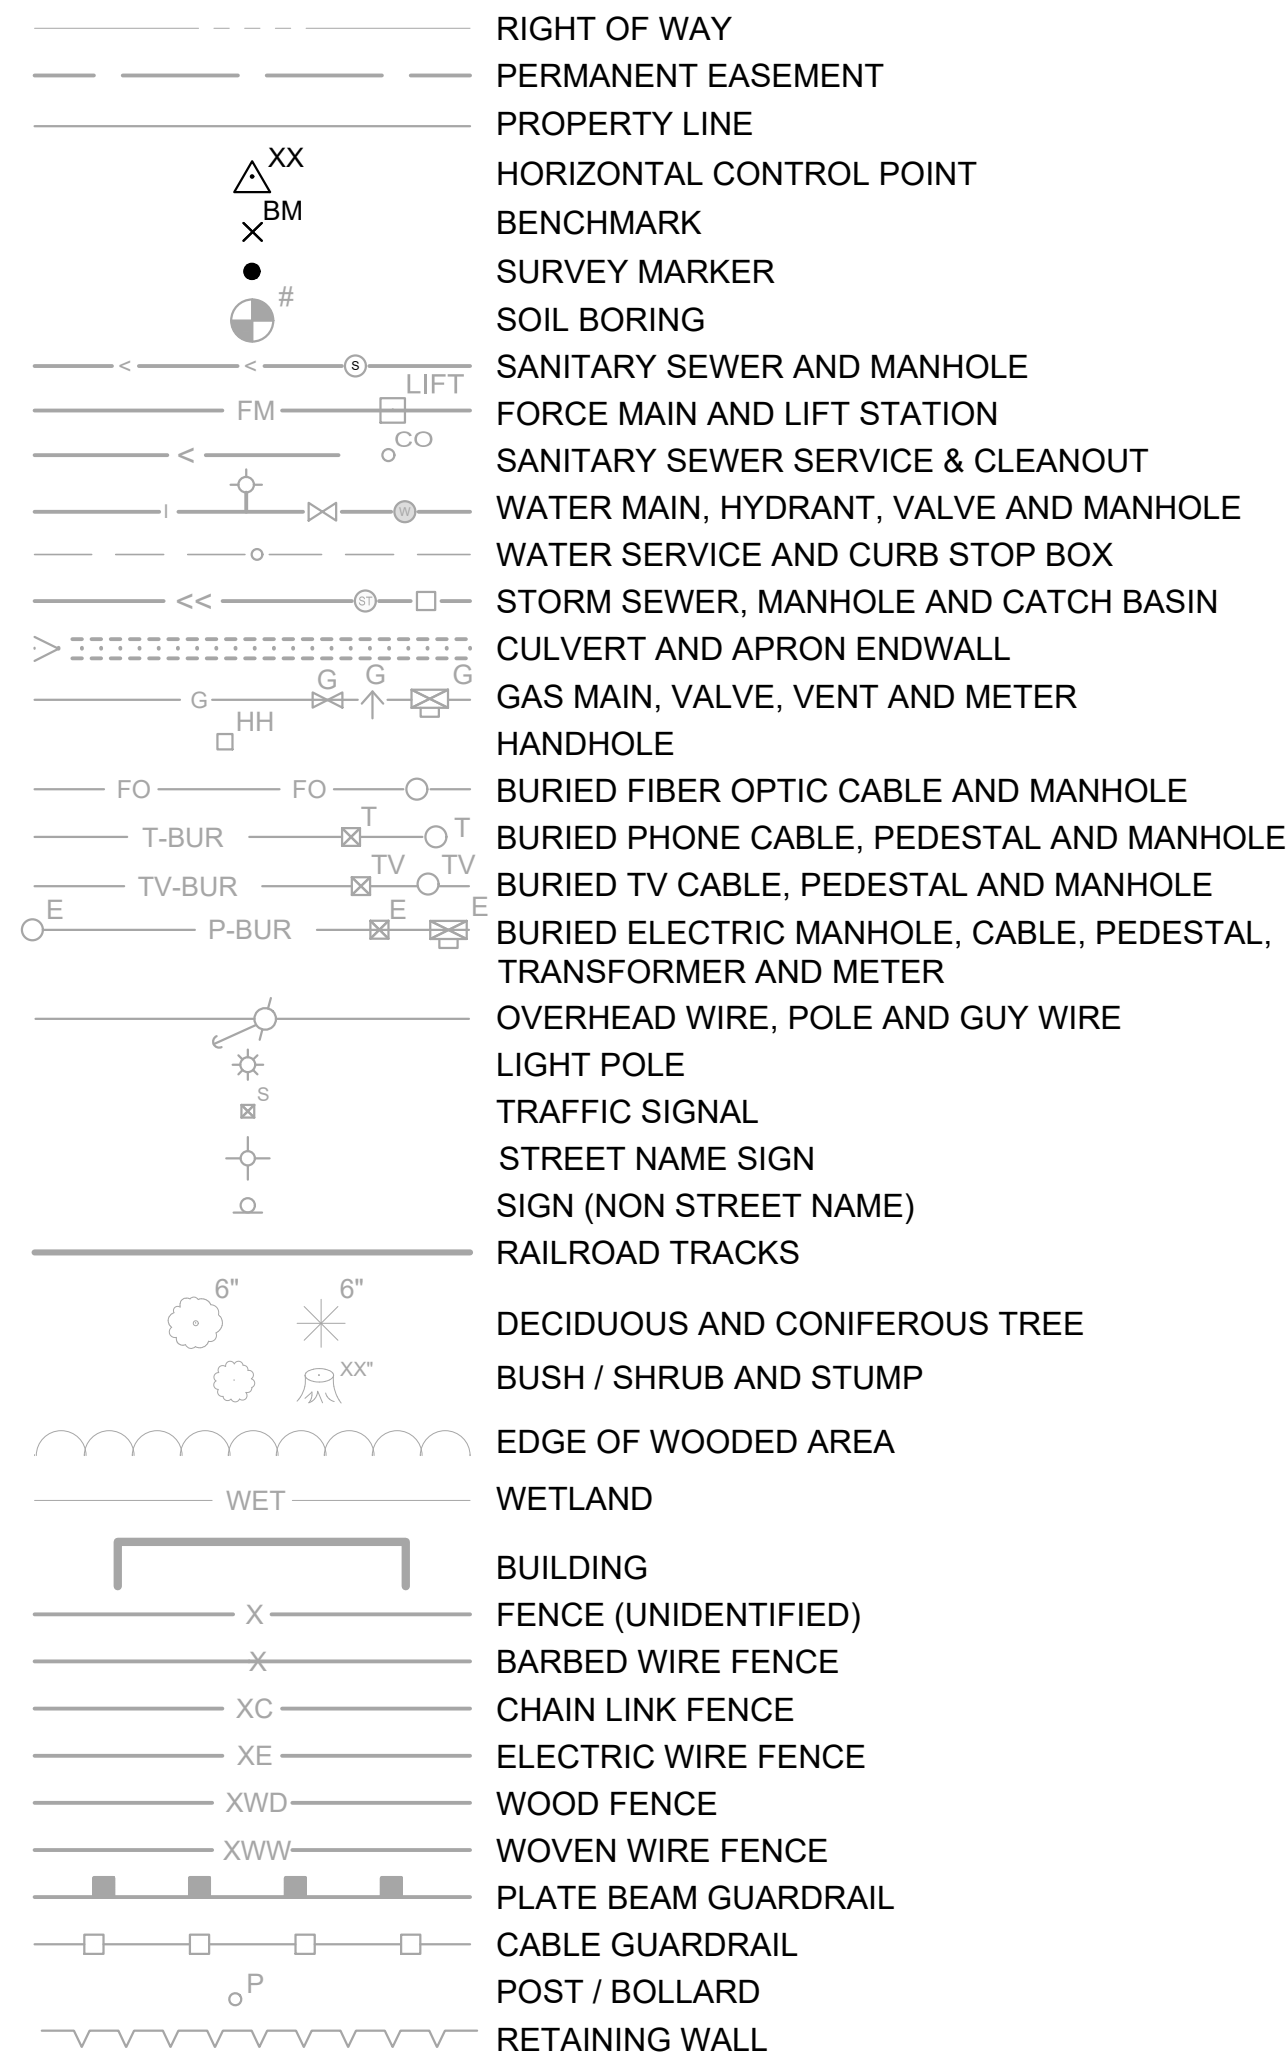 RIGHT OF WAY
PERMANENT EASEMENT
PROPERTY LINE
XX HORIZONTAL CONTROL POINT
BM BENCHMARK
SURVEY MARKER
# SOIL BORING
< < S SANITARY SEWER AND MANHOLE
FM LIFT FORCE MAIN AND LIFT STATION
< CO SANITARY SEWER SERVICE & CLEANOUT
I W WATER MAIN, HYDRANT, VALVE AND MANHOLE
WATER SERVICE AND CURB STOP BOX
<< ST STORM SEWER, MANHOLE AND CATCH BASIN
CULVERT AND APRON ENDWALL
G G G G GAS MAIN, VALVE, VENT AND METER
HH HANDHOLE
FO FO BURIED FIBER OPTIC CABLE AND MANHOLE
T-BUR T T BURIED PHONE CABLE, PEDESTAL AND MANHOLE
TV-BUR TV TV BURIED TV CABLE, PEDESTAL AND MANHOLE
E P-BUR E E BURIED ELECTRIC MANHOLE, CABLE, PEDESTAL,
TRANSFORMER AND METER
OVERHEAD WIRE, POLE AND GUY WIRE
LIGHT POLE
S TRAFFIC SIGNAL
STREET NAME SIGN
SIGN (NON STREET NAME)
RAILROAD TRACKS
6" 6" DECIDUOUS AND CONIFEROUS TREE
XX" BUSH / SHRUB AND STUMP
EDGE OF WOODED AREA
WET WETLAND
BUILDING
X FENCE (UNIDENTIFIED)
X BARBED WIRE FENCE
XC CHAIN LINK FENCE
XE ELECTRIC WIRE FENCE
XWD WOOD FENCE
XWW WOVEN WIRE FENCE
PLATE BEAM GUARDRAIL
CABLE GUARDRAIL
P POST / BOLLARD
RETAINING WALL